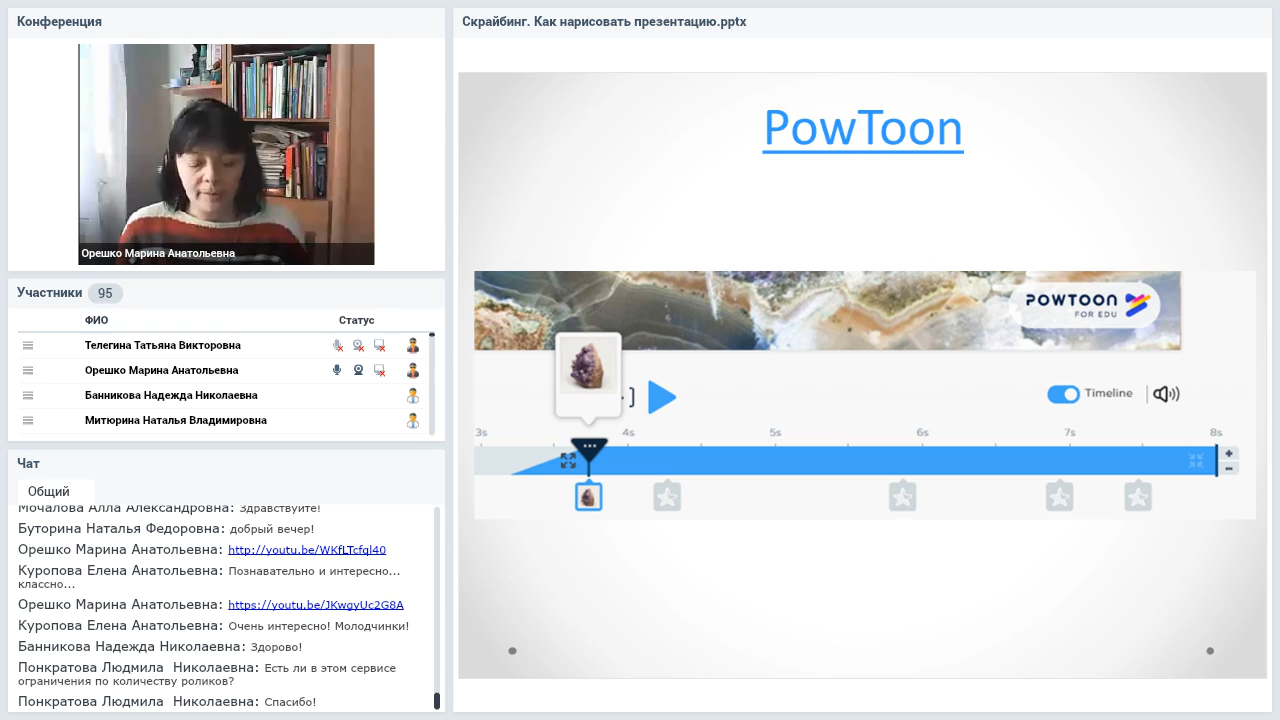 Конференция
Орешко Марина Анатольевна
Участники 95
ФИО Статус
Телегина Татьяна Викторовна
Орешко Марина Анатольевна
Банникова Надежда Николаевна
Митюрина Наталья Владимировна
Чат
Общий
Мочалова Алла Александровна: Здравствуйте!
Буторина Наталья Федоровна: добрый вечер!
Орешко Марина Анатольевна: http://youtu.be/WKfLTcfql40
Куропова Елена Анатольевна: Познавательно и интересно...
классно...
Орешко Марина Анатольевна: https://youtu.be/JKwgyUc2G8A
Куропова Елена Анатольевна: Очень интересно! Молодчинки!
Банникова Надежда Николаевна: Здорово!
Понкратова Людмила Николаевна: Есть ли в этом сервисе
ограничения по количеству роликов?
Понкратова Людмила Николаевна: Спасибо!
Скрайбинг. Как нарисовать презентацию.pptx
PowToon
POWTOON
FOR EDU
Timeline
3s 4s 5s 6s 7s 8s